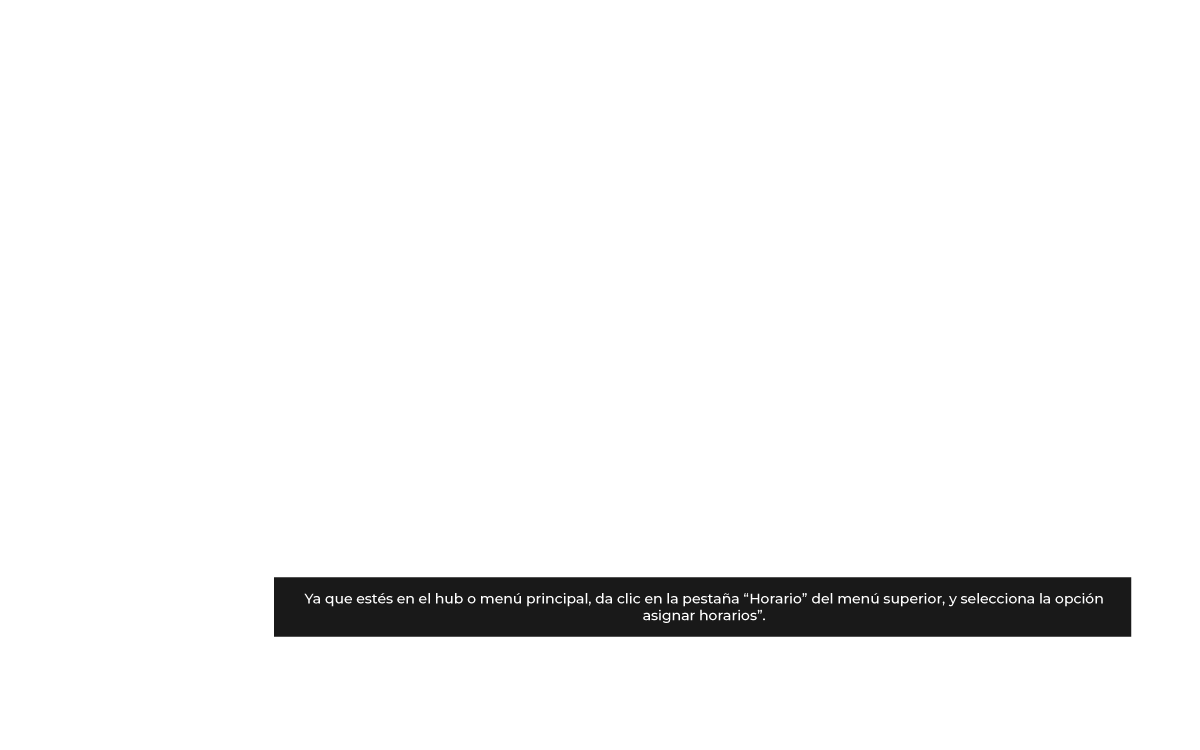 Ya que estés en el hub o menú principal, da clic en la pestaña “Horario” del menú superior, y selecciona la opción
asignar horarios”.